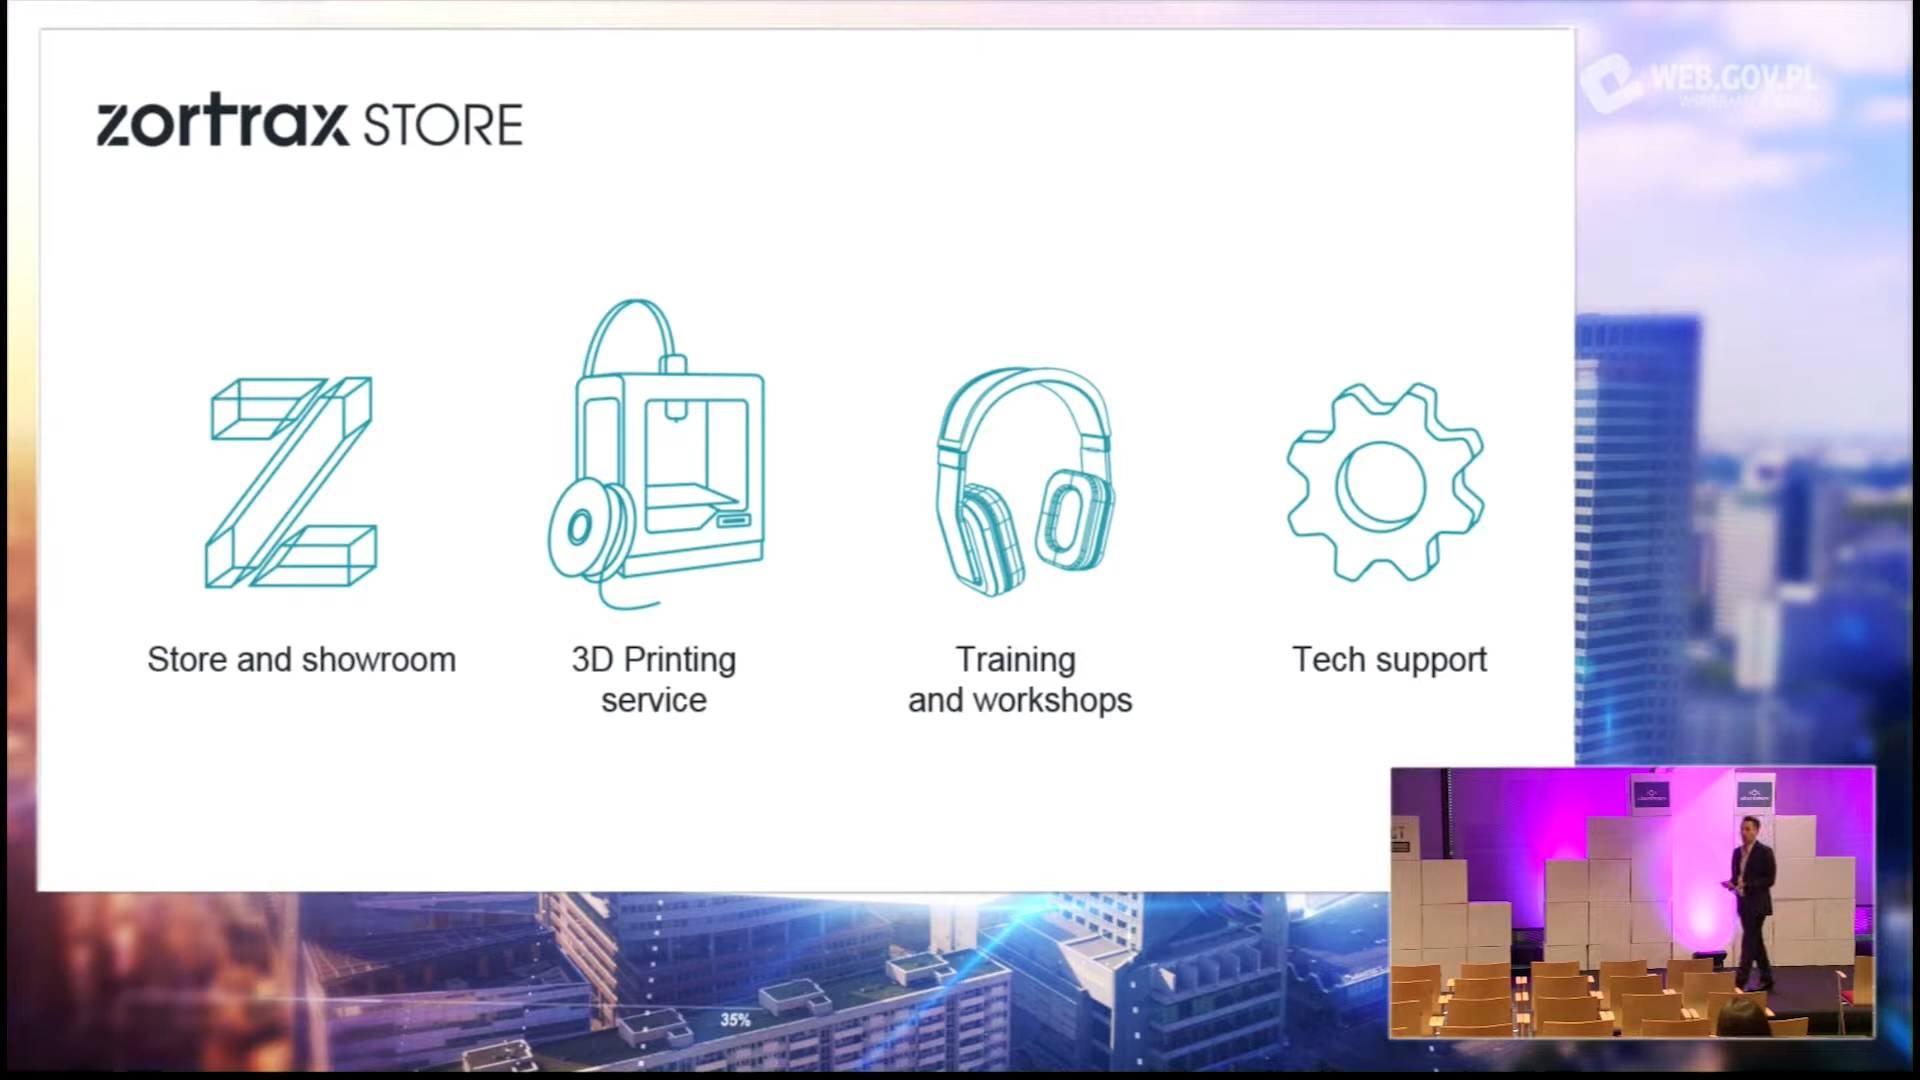 zortrax STORE
WEB.GOV.PL
Store and showroom
3D Printing
service
Training
and workshops
Tech support
35%